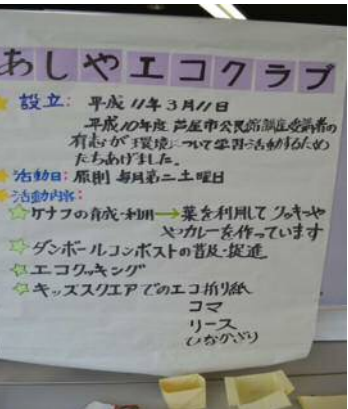 あしやエコクラブ
設立: 平成11年3月11日
平成10年度 芦屋市公民館講座受講者の
有志が環境について学習・活動するため
たちあげました。
活動日: 原則 毎月第二土曜日
活動内容:
ケナフの育成・利用→葉を利用して クッキーや
やカレーを作っています
ダンボールコンポストの普及・促進
エコクッキング
キッズスクエアでのエコ折り紙
コマ
リース
ひなかざり